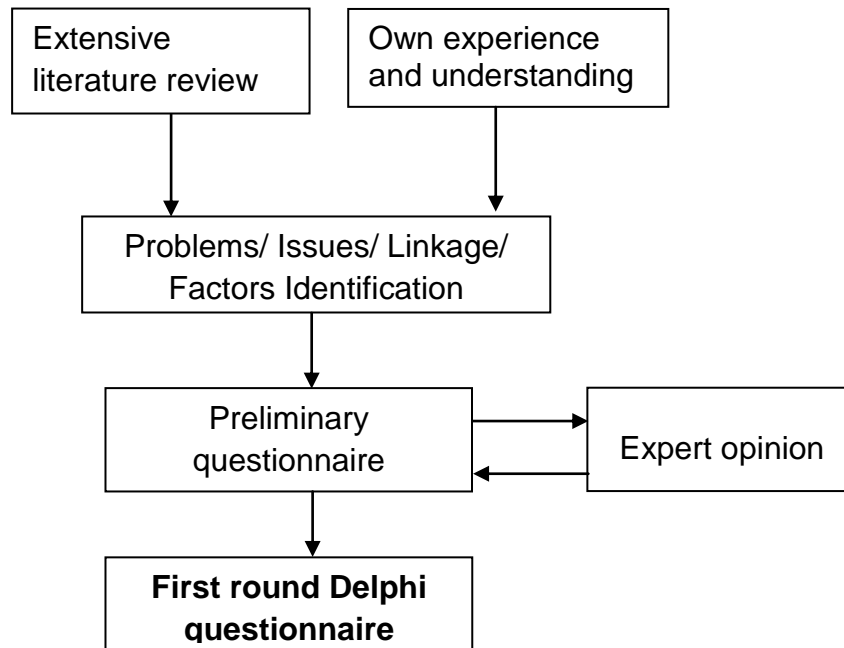 Extensive
literature review
Own experience
and understanding
Problems/ Issues/ Linkage/
Factors Identification
Preliminary
questionnaire
Expert opinion
First round Delphi
questionnaire